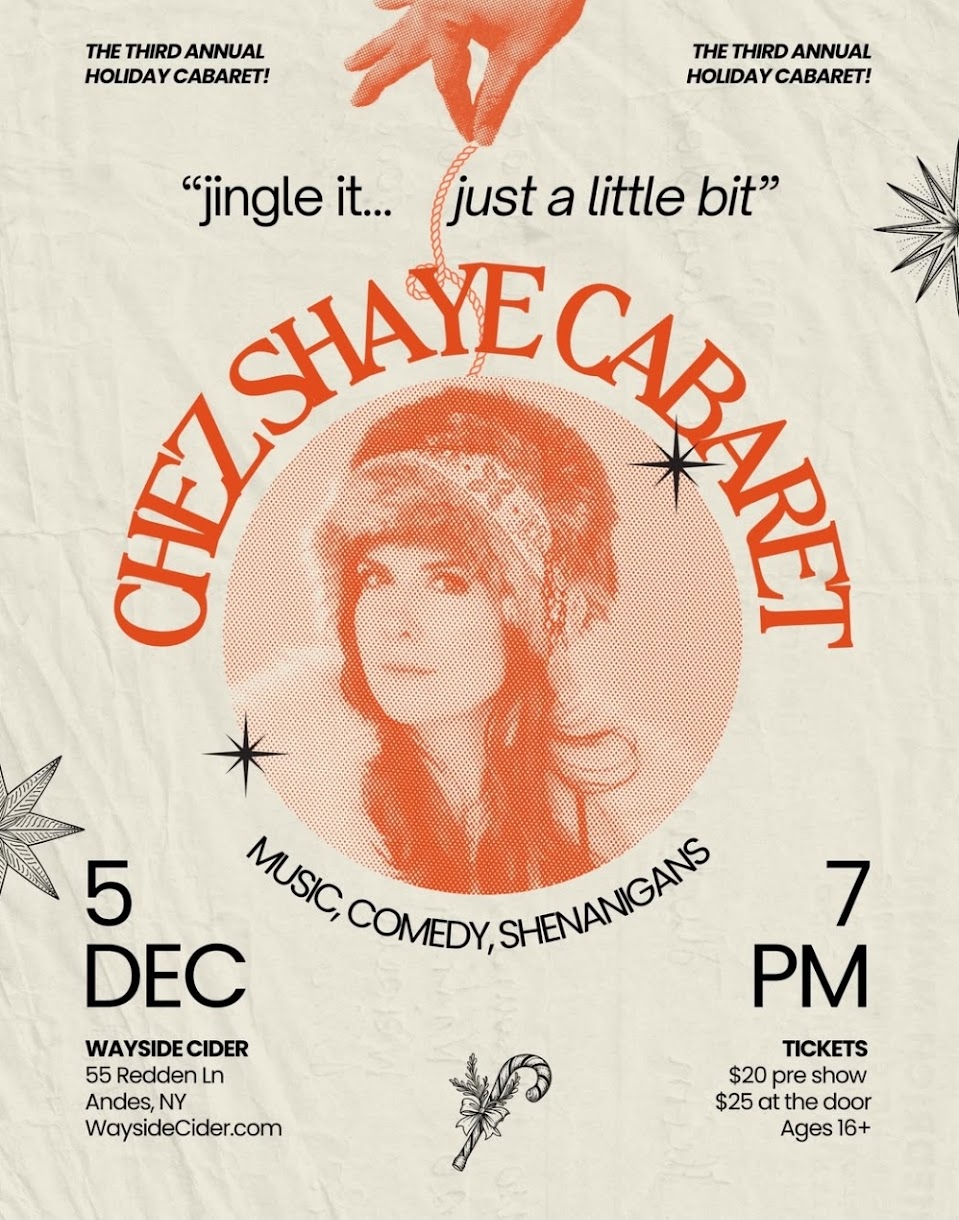 THE THIRD ANNUAL
HOLIDAY CABARET!
THE THIRD ANNUAL
HOLIDAY CABARET!
“jingle it... just a little bit”
CHEZ SHAYE CABARET
MUSIC, COMEDY, SHENANIGANS
5
DEC
7
PM
WAYSIDE CIDER
55 Redden Ln
Andes, NY
WaysideCider.com
TICKETS
$20 pre show
$25 at the door
Ages 16+